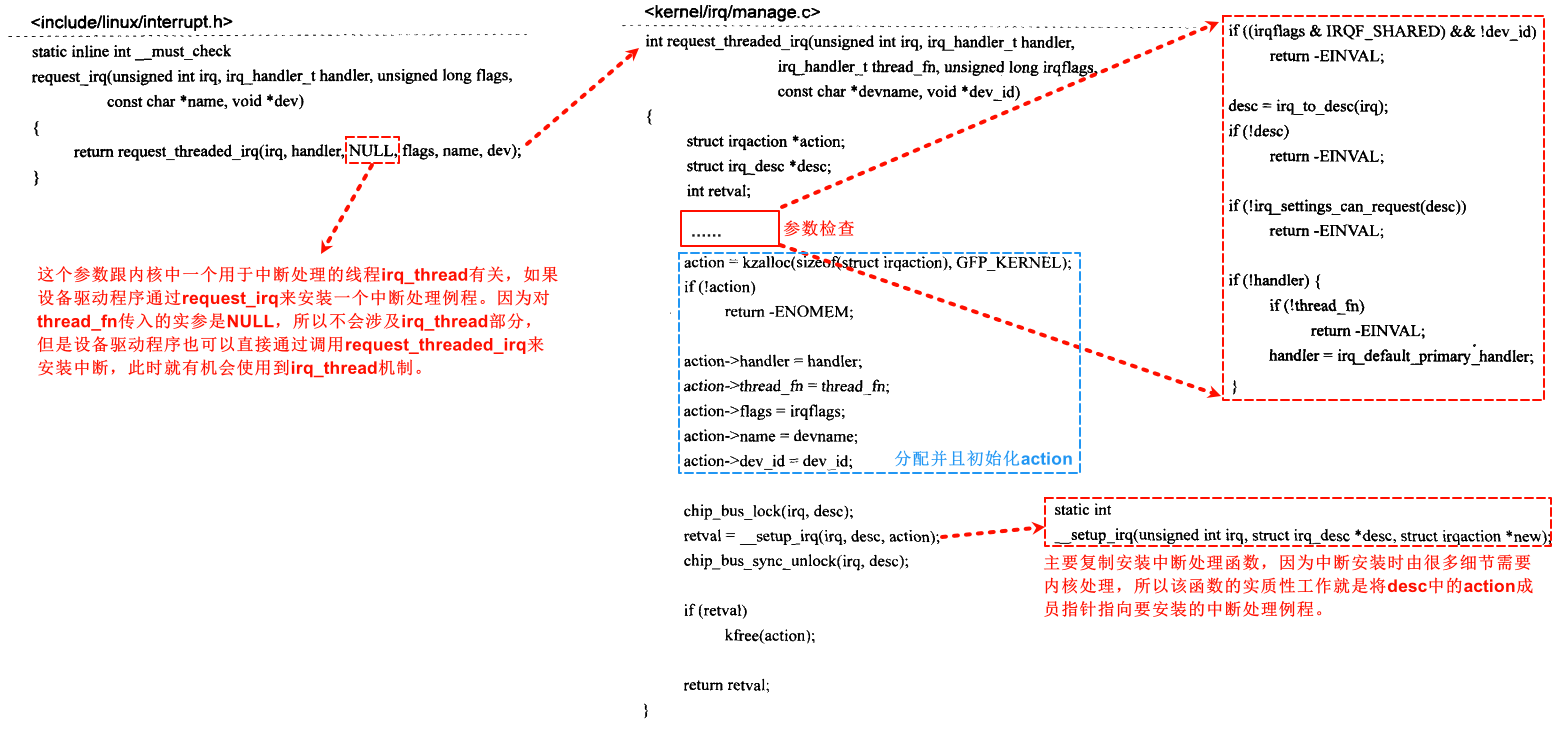 <include/linux/interrupt.h>
static inline int __must_check
request_irq(unsigned int irq, irq_handler_t handler, unsigned long flags,
const char *name, void *dev)
{
return request_threaded_irq(irq, handler, NULL, flags, name, dev);
}
这个参数跟内核中一个用于中断处理的线程irq_thread有关，如果
设备驱动程序通过request_irq来安装一个中断处理例程。因为对
thread_fn传入的实参是NULL，所以不会涉及irq_thread部分，
但是设备驱动程序也可以直接通过调用request_threaded_irq来
安装中断，此时就有机会使用到irq_thread机制。
<kernel/irq/manage.c>
int request_threaded_irq(unsigned int irq, irq_handler_t handler,
irq_handler_t thread_fn, unsigned long irqflags,
const char *devname, void *dev_id)
{
struct irqaction *action;
struct irq_desc *desc;
int retval;
......
参数检查
action = kzalloc(sizeof(struct irqaction), GFP_KERNEL);
if (!action)
return -ENOMEM;
action->handler = handler;
action->thread_fn = thread_fn;
action->flags = irqflags;
action->name = devname;
action->dev_id = dev_id;
分配并且初始化action
chip_bus_lock(irq, desc);
retval = __setup_irq(irq, desc, action);
chip_bus_sync_unlock(irq, desc);
if (retval)
kfree(action);
return retval;
}
if ((irqflags & IRQF_SHARED) && !dev_id)
return -EINVAL;
desc = irq_to_desc(irq);
if (!desc)
return -EINVAL;
if (!irq_settings_can_request(desc))
return -EINVAL;
if (!handler) {
if (!thread_fn)
return -EINVAL;
handler = irq_default_primary_handler;
}
static int
__setup_irq(unsigned int irq, struct irq_desc *desc, struct irqaction *new);
主要复制安装中断处理函数，因为中断安装时由很多细节需要
内核处理，所以该函数的实质性工作就是将desc中的action成
员指针指向要安装的中断处理例程。